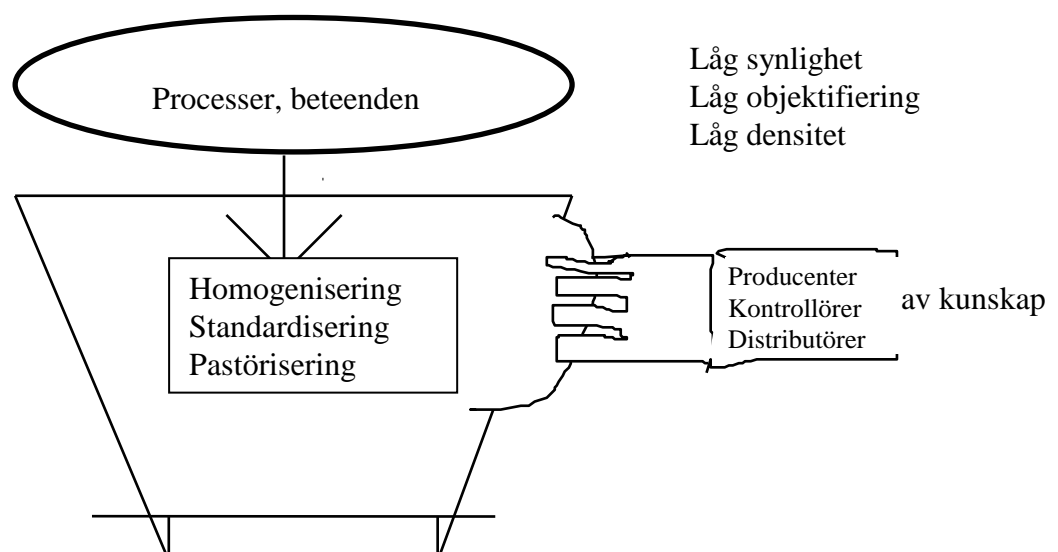 Processer, beteenden
Låg synlighet
Låg objektifiering
Låg densitet
Homogenisering
Standardisering
Pastörisering
Producenter
Kontrollörer
Distributörer
av kunskap